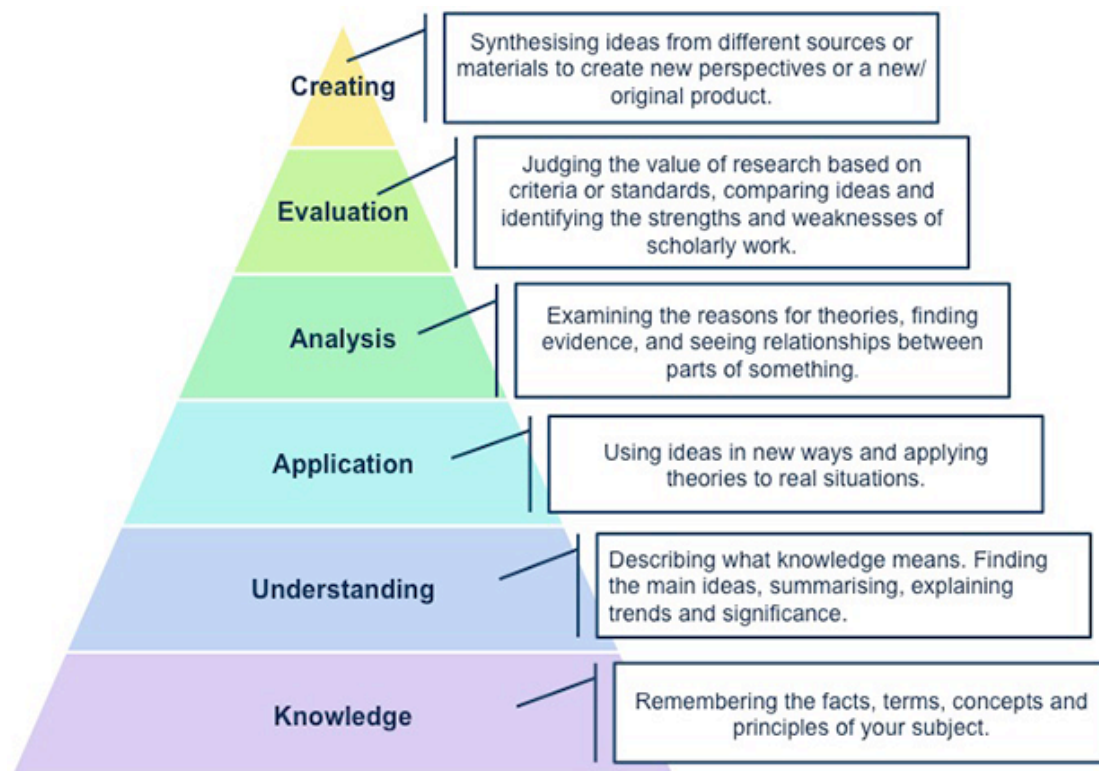 Creating
Synthesising ideas from different sources or
materials to create new perspectives or a new/
original product.
Evaluation
Judging the value of research based on
criteria or standards, comparing ideas and
identifying the strengths and weaknesses of
scholarly work.
Analysis
Examining the reasons for theories, finding
evidence, and seeing relationships between
parts of something.
Application
Using ideas in new ways and applying
theories to real situations.
Understanding
Describing what knowledge means. Finding
the main ideas, summarising, explaining
trends and significance.
Knowledge
Remembering the facts, terms, concepts and
principles of your subject.